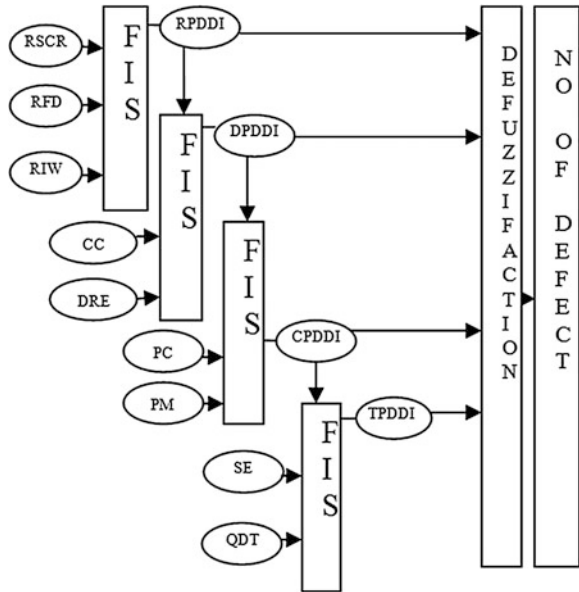 RSCR
RFD
RIW
FIS
RPDDI
CC
DRE
FIS
DPDDI
PC
PM
FIS
CPDDI
SE
QDT
FIS
TPDDI
DEFUZZIFACTION
NO OF DEFECT